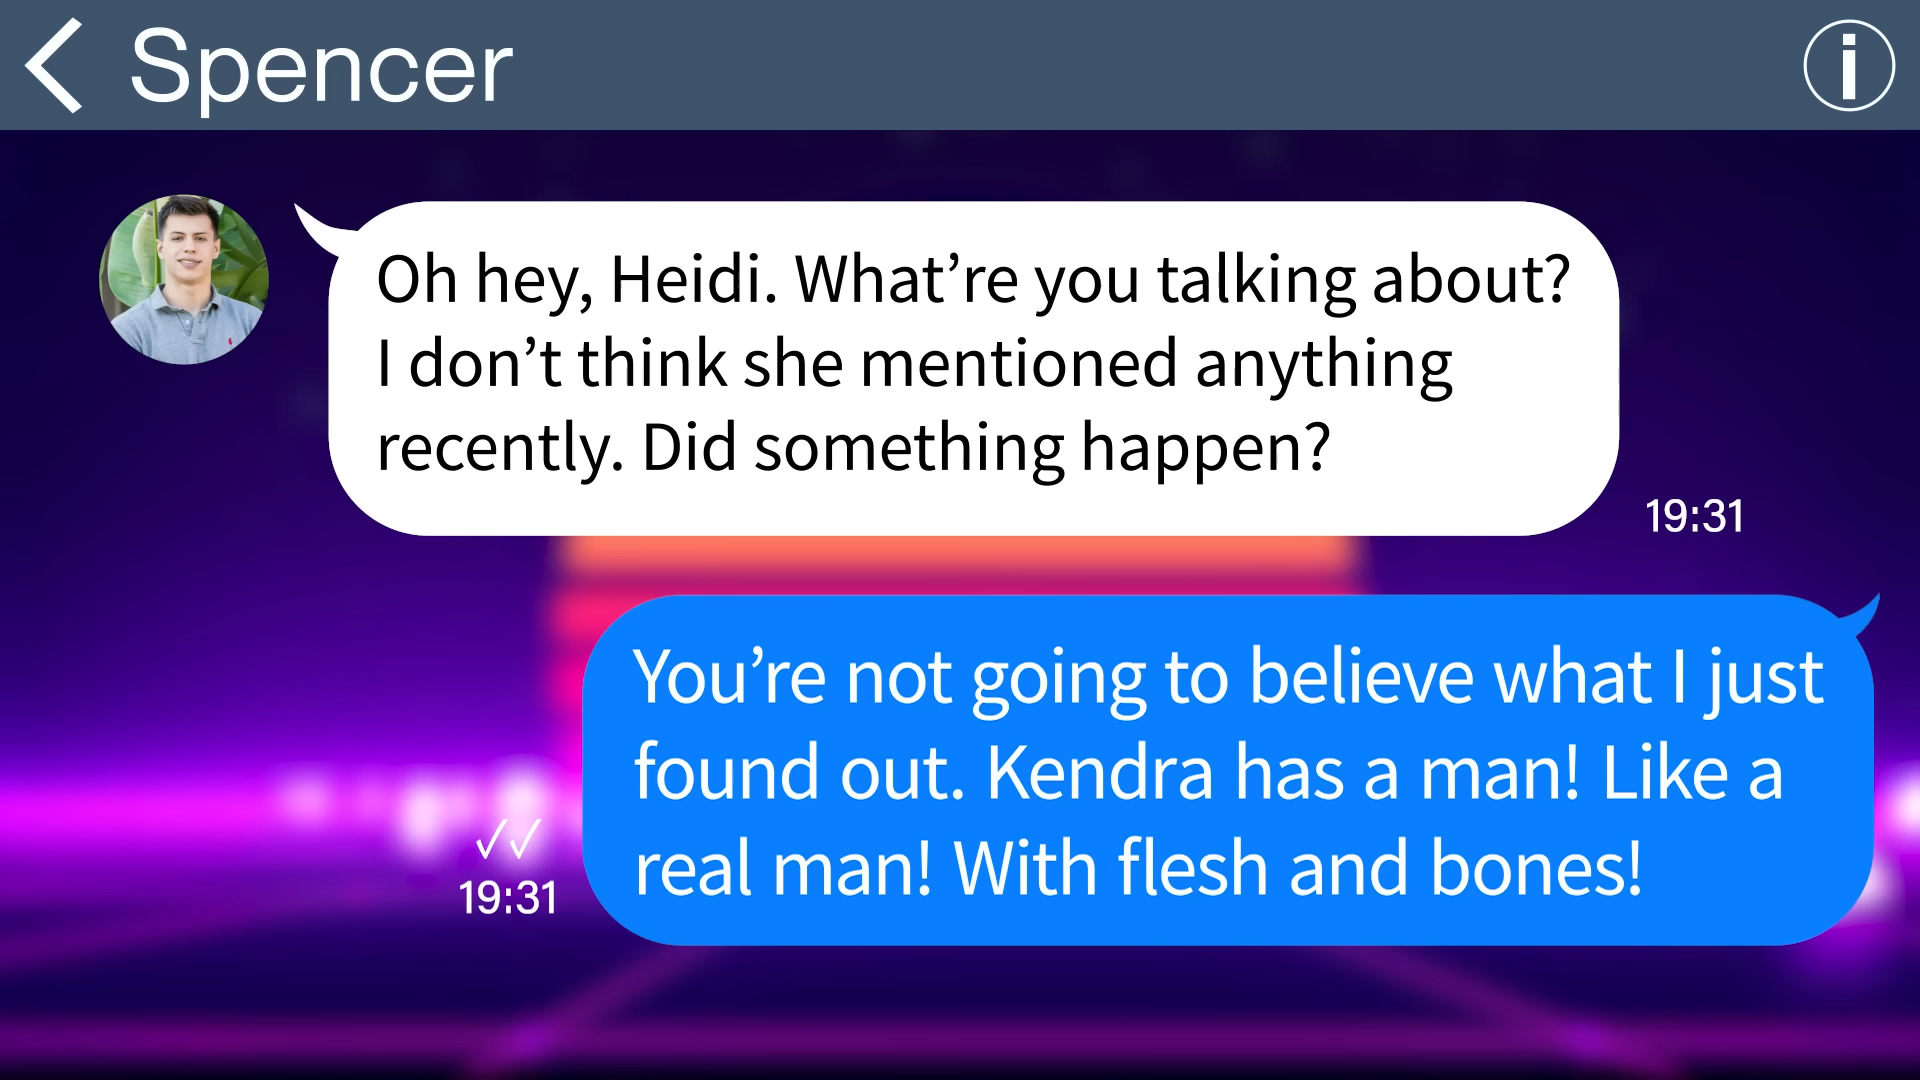 Spencer
Oh hey, Heidi. What’re you talking about?
I don’t think she mentioned anything
recently. Did something happen?
19:31
You’re not going to believe what I just
found out. Kendra has a man! Like a
real man! With flesh and bones!
19:31